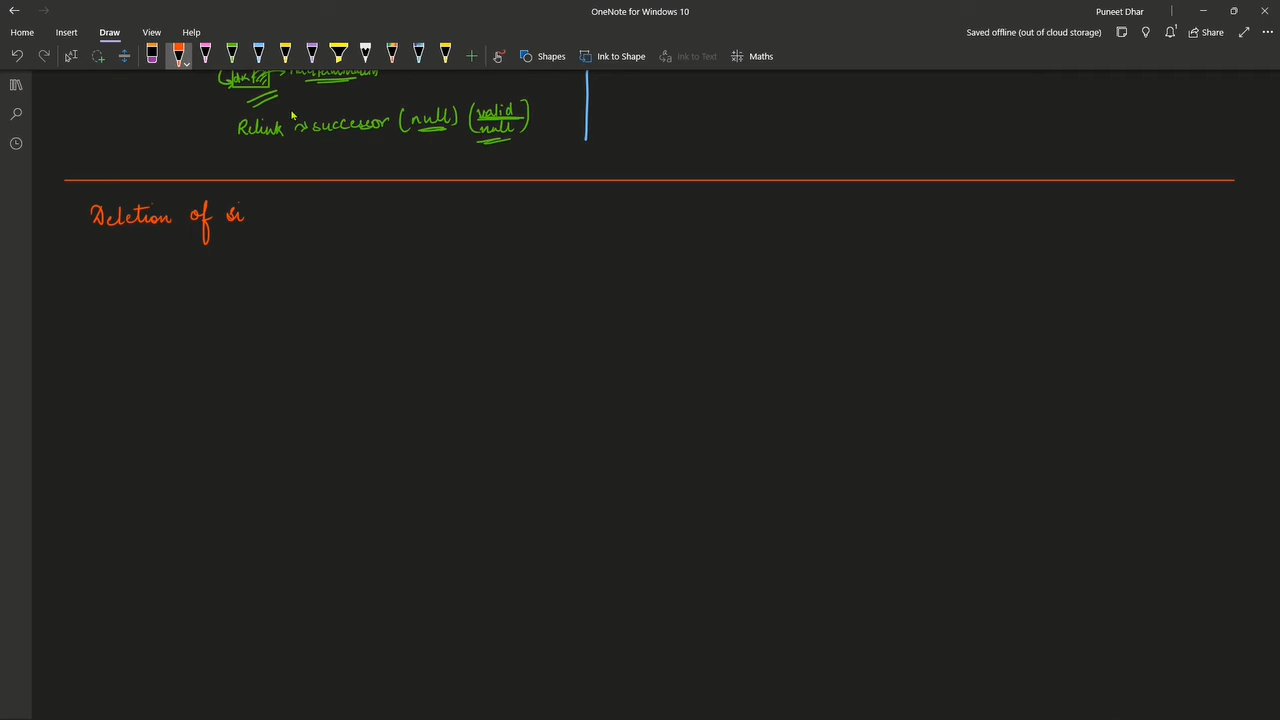 OneNote for Windows 10
Puneet Dhar
Home Insert Draw View Help
Saved offline (out of cloud storage)
Share
Shapes
Ink to Shape
Ink to Text
Maths
Relink → successor (null) (valid
null)
Deletion of si